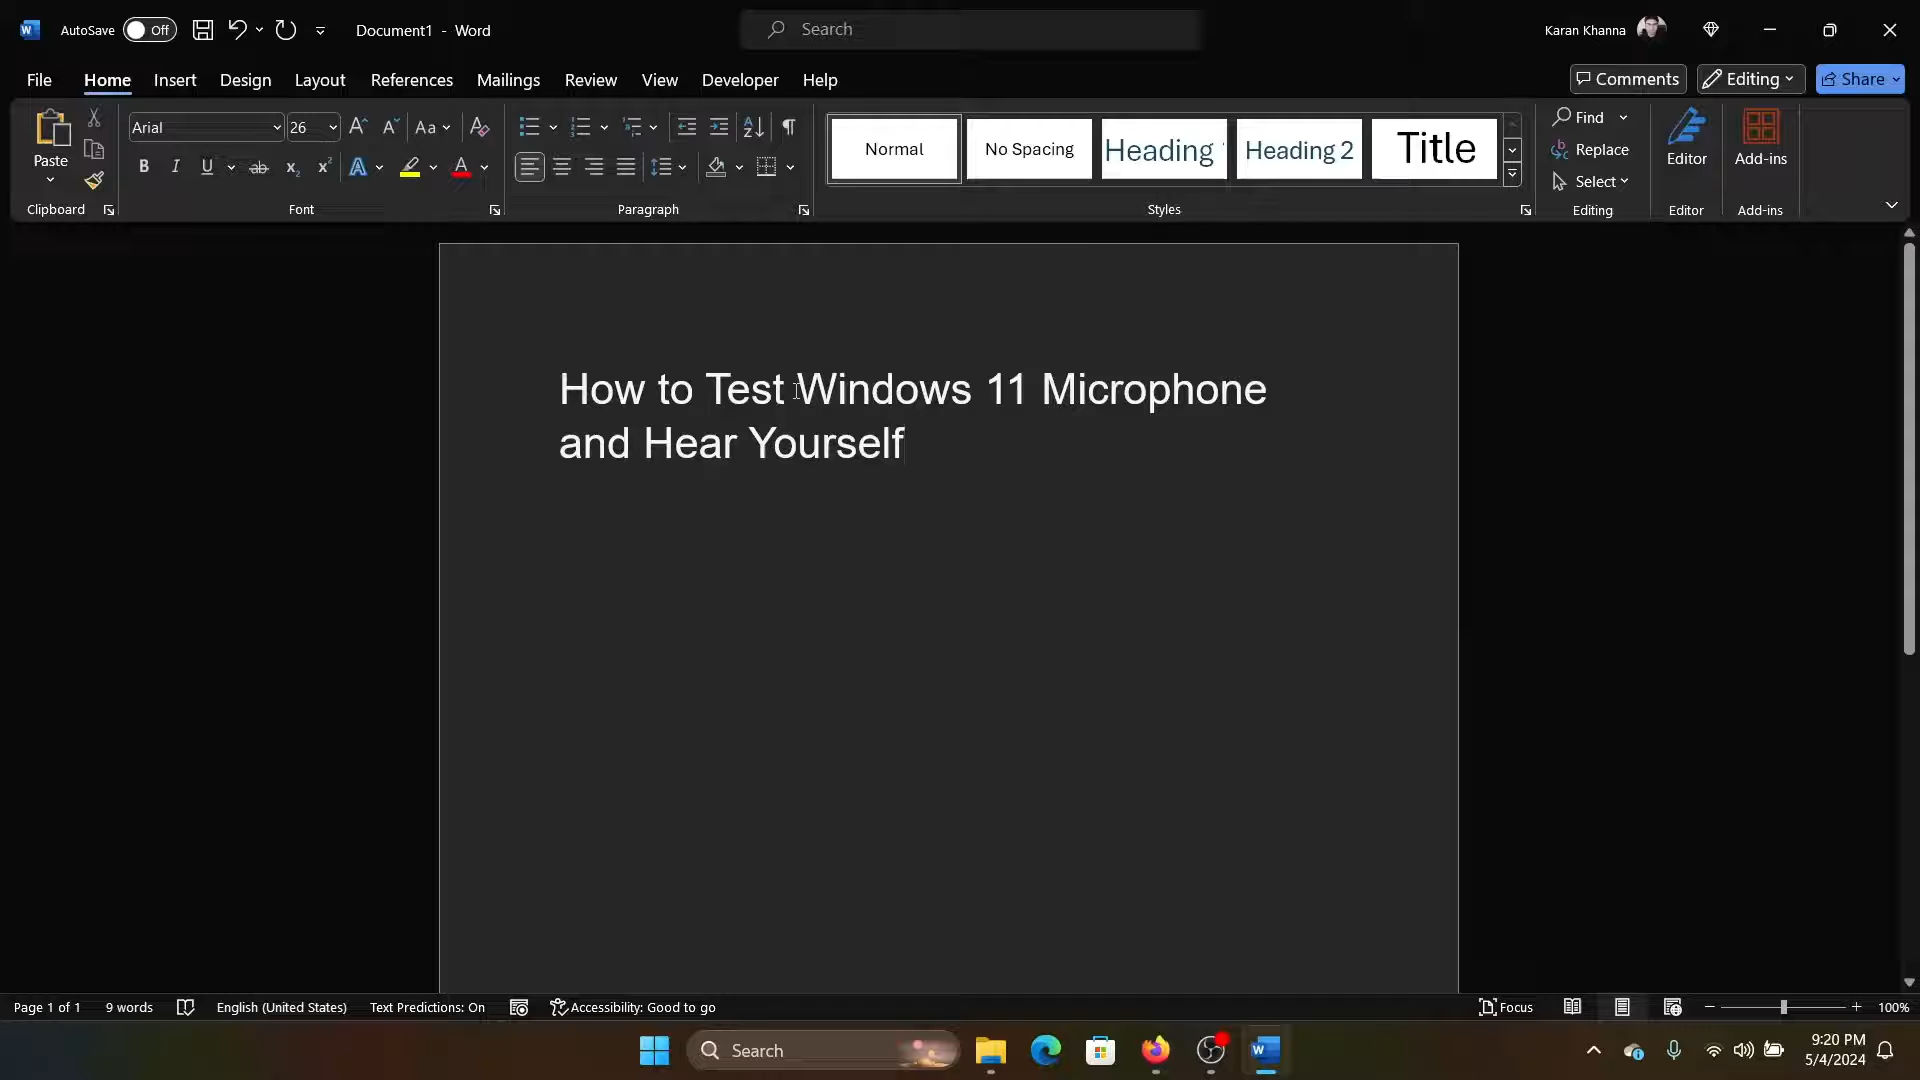 AutoSave Off Document1 - Word Search Karan Khanna
File Home Insert Design Layout References Mailings Review View Developer Help Comments Editing Share
Paste
Arial 26 Aa
B I U ab x₂ x² A A
Normal No Spacing Heading Heading 2 Title
Find
Replace
Select
Editor
Add-ins
Clipboard Font Paragraph Styles Editing Editor Add-ins
How to Test Windows 11 Microphone
and Hear Yourself
Page 1 of 1 9 words English (United States) Text Predictions: On Accessibility: Good to go Focus 100%
Search
9:20 PM
5/4/2024